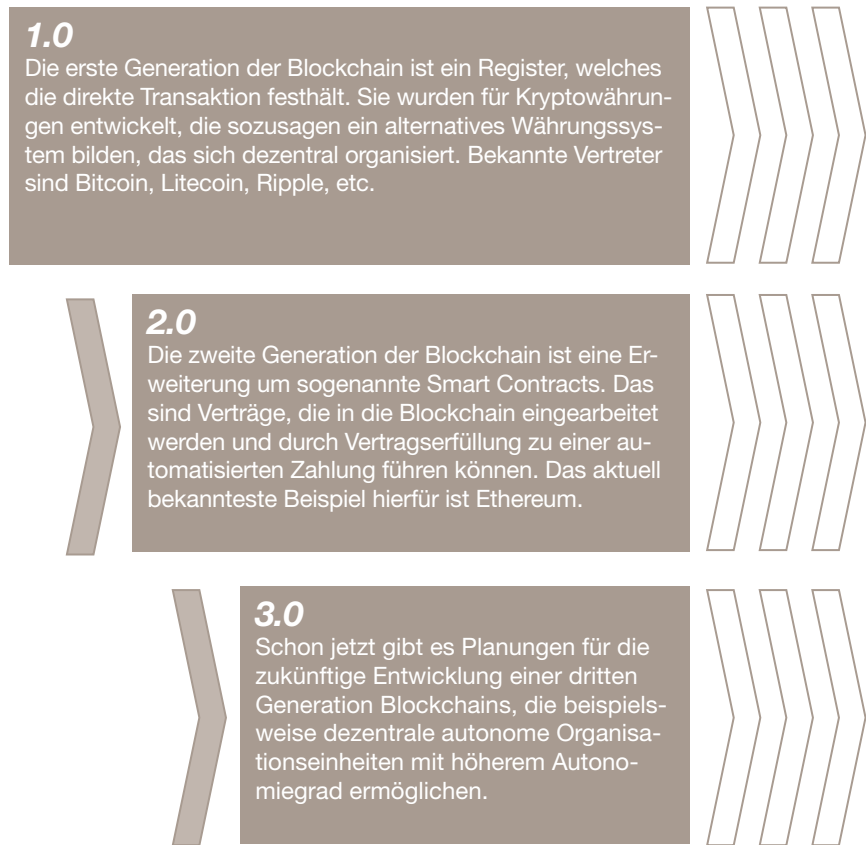 1.0
Die erste Generation der Blockchain ist ein Register, welches
die direkte Transaktion festhält. Sie wurden für Kryptowährun-
gen entwickelt, die sozusagen ein alternatives Währungssys-
tem bilden, das sich dezentral organisiert. Bekannte Vertreter
sind Bitcoin, Litecoin, Ripple, etc.
2.0
Die zweite Generation der Blockchain ist eine Er-
weiterung um sogenannte Smart Contracts. Das
sind Verträge, die in die Blockchain eingearbeitet
werden und durch Vertragserfüllung zu einer au-
tomatisierten Zahlung führen können. Das aktuell
bekannteste Beispiel hierfür ist Ethereum.
3.0
Schon jetzt gibt es Planungen für die
zukünftige Entwicklung einer dritten
Generation Blockchains, die beispiels-
weise dezentrale autonome Organisa-
tionseinheiten mit höherem Autono-
miegrad ermöglichen.